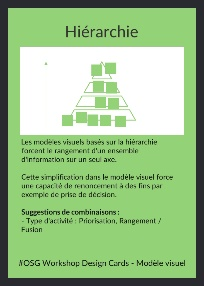 Hiérarchie
Les modèles visuels basés sur la hiérarchie
forcent le rangement d'un ensemble
d'information sur un seul axe.
Cette simplification dans le modèle visuel force
une capacité de renoncement à des fins par
exemple de prise de décision.
Suggestions de combinaisons :
- Type d'activité : Priorisation, Rangement /
Fusion
#OSG Workshop Design Cards - Modèle visuel